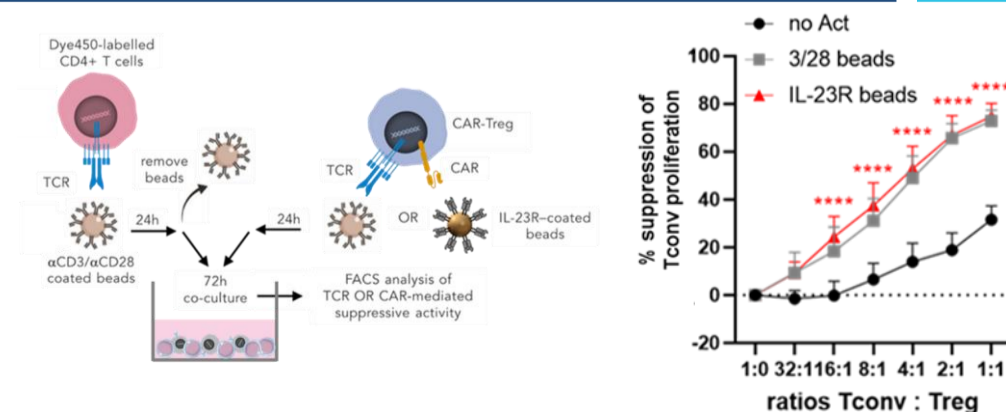 Dye450-labelled
CD4+ T cells
TCR
remove
beads
24h
αCD3/αCD28
coated beads
72h
co-culture
24h
TCR
CAR-Treg
CAR
OR
IL-23R–coated
beads
FACS analysis of
TCR OR CAR-mediated
suppressive activity
no Act
3/28 beads
IL-23R beads
% suppression of
Tconv proliferation
100
80
60
40
20
0
-20
****
****
****
****
****
1:0 32:1 16:1 8:1 4:1 2:1 1:1
ratios Tconv : Treg